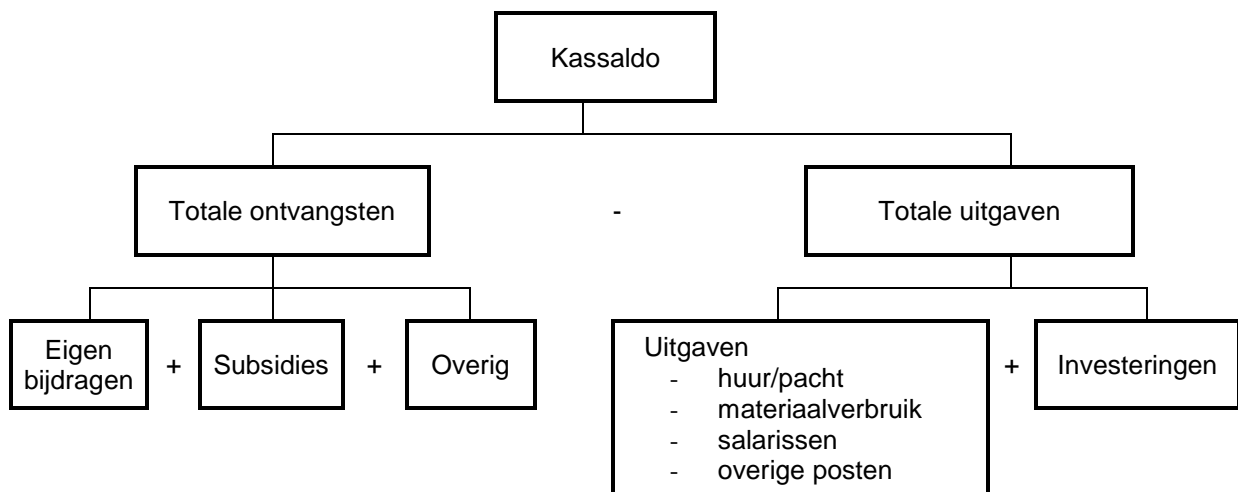 Kassaldo
Totale ontvangsten
-
Totale uitgaven
Eigen
bijdragen
+
Subsidies
+
Overig
Uitgaven
- huur/pacht
- materiaalverbruik
- salarissen
- overige posten
+
Investeringen